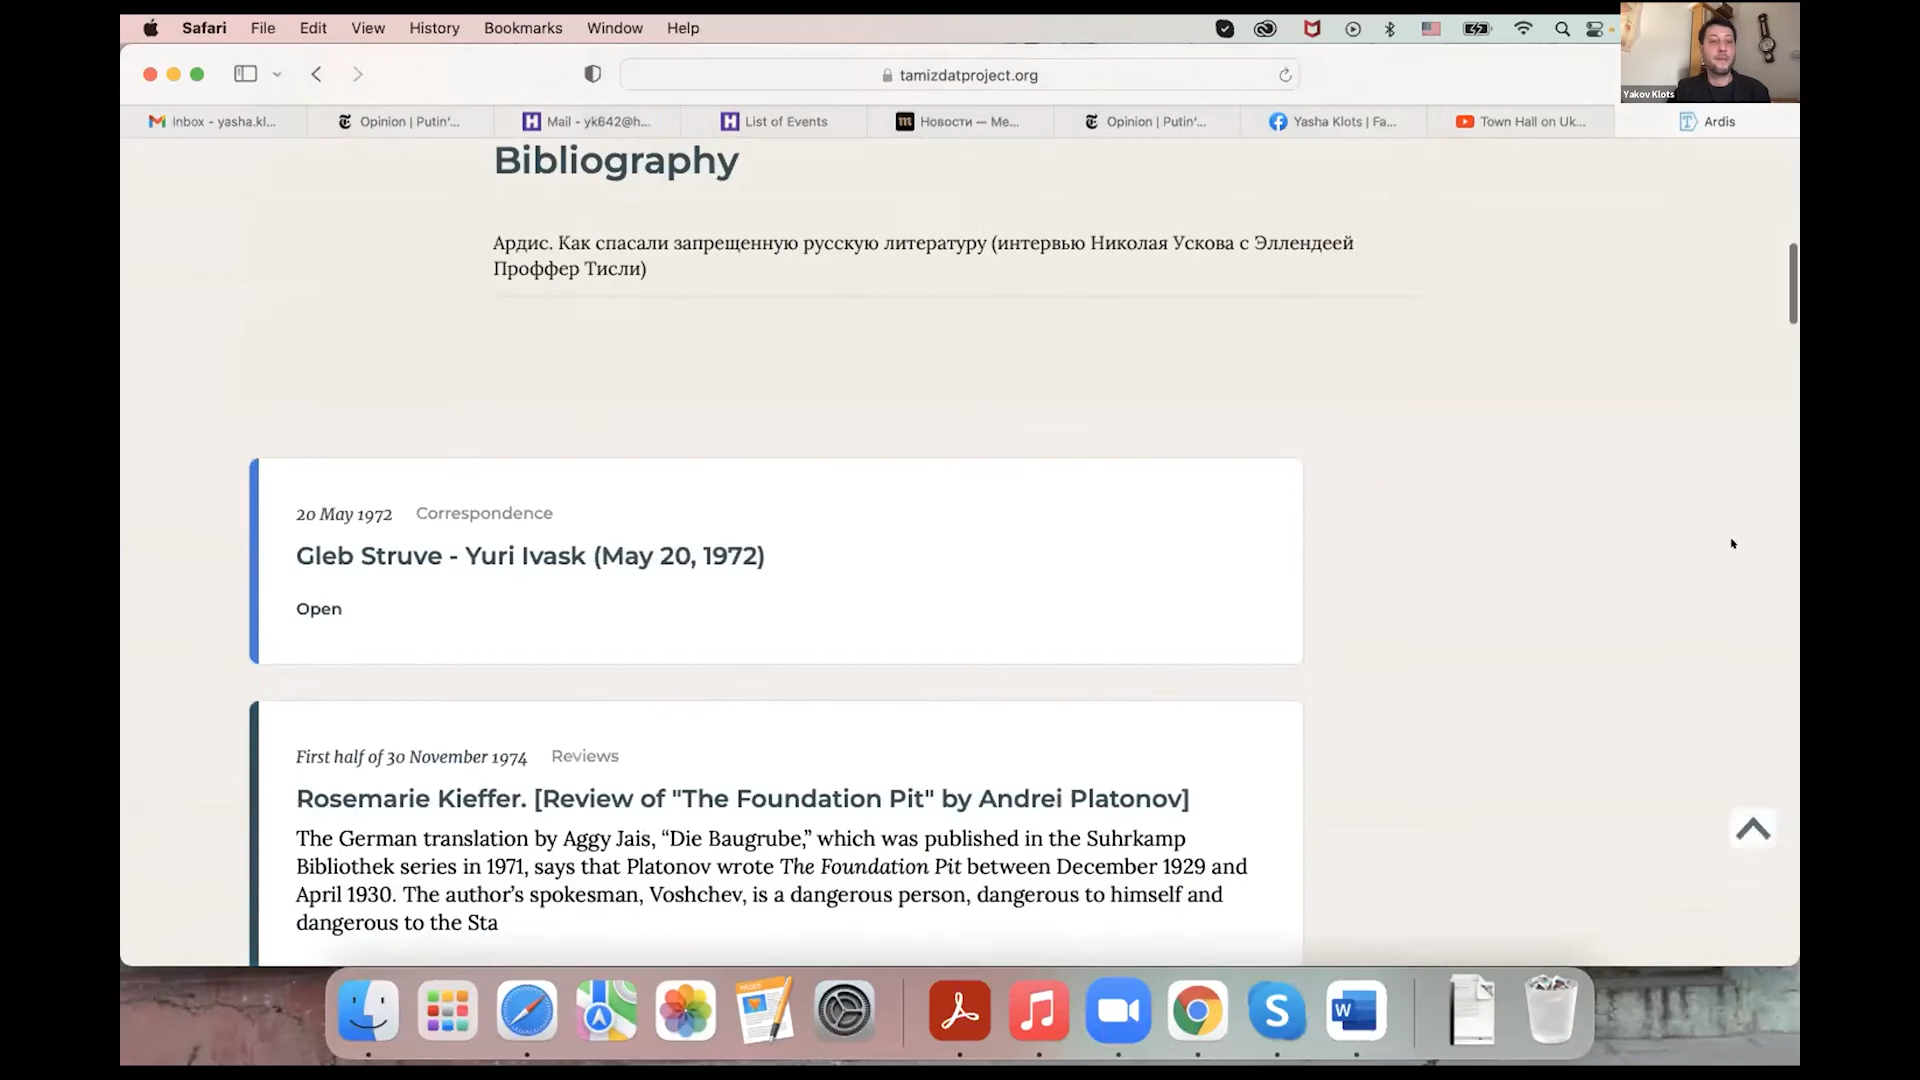 Safari File Edit View History Bookmarks Window Help
Yakov Klots
tamizdatproject.org
Inbox - yasha.kl... Opinion | Putin‘... Mail - yk642@h... List of Events Новости — Ме... Opinion | Putin‘... Yasha Klots | Fa... Town Hall on Uk... Ardis
Bibliography
Ардис. Как спасали запрещенную русскую литературу (интервью Николая Ускова с Эллендеей
Проффер Тисли)
20 May 1972 Correspondence
Gleb Struve - Yuri Ivask (May 20, 1972)
Open
First half of 30 November 1974 Reviews
Rosemarie Kieffer. [Review of "The Foundation Pit" by Andrei Platonov]
The German translation by Aggy Jais, “Die Baugrube,” which was published in the Suhrkamp
Bibliothek series in 1971, says that Platonov wrote The Foundation Pit between December 1929 and
April 1930. The author’s spokesman, Voshchev, is a dangerous person, dangerous to himself and
dangerous to the Sta
PAGES